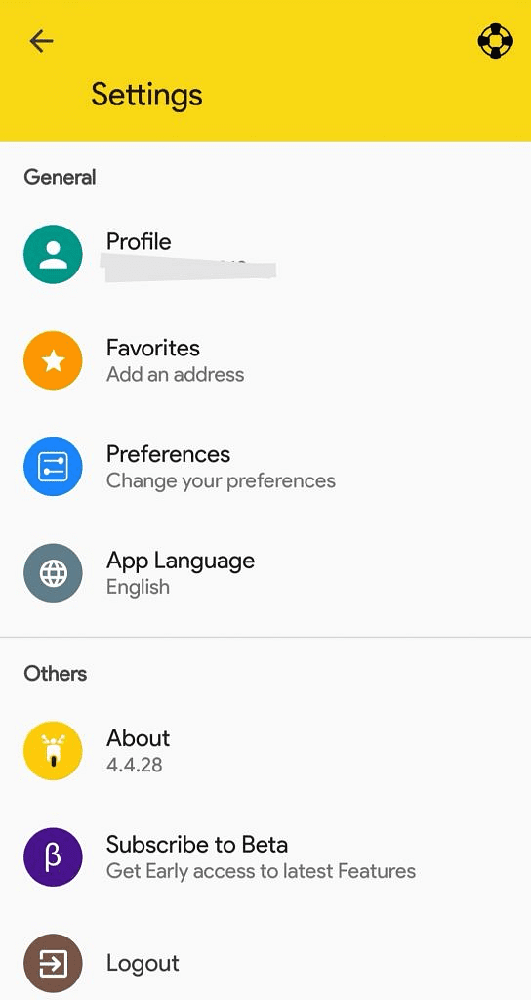 Settings
General
Profile
Favorites
Add an address
Preferences
Change your preferences
App Language
English
Others
About
4.4.28
β
Subscribe to Beta
Get Early access to latest Features
Logout